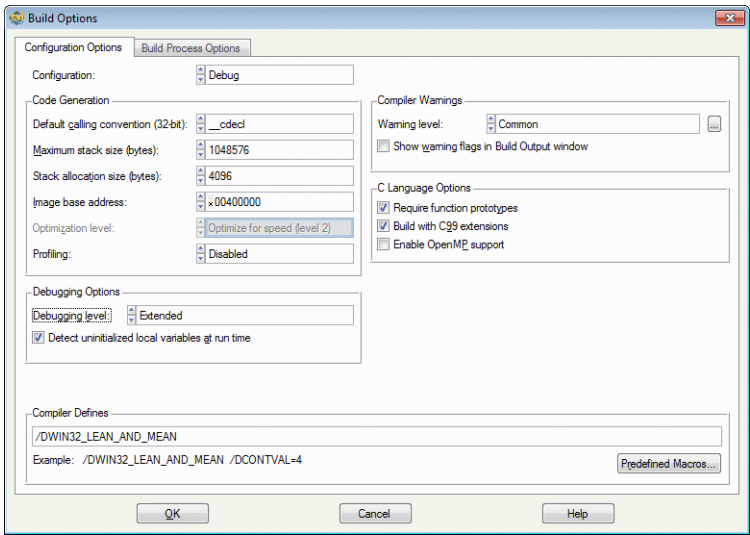 Build Options
Configuration Options
Build Process Options
Configuration: Debug
Code Generation
Default calling convention (32-bit): __cdecl
Maximum stack size (bytes): 1048576
Stack allocation size (bytes): 4096
Image base address: x00400000
Optimization level: Optimize for speed (level 2)
Profiling: Disabled
Compiler Warnings
Warning level: Common ...
Show warning flags in Build Output window
C Language Options
Require function prototypes
Build with C99 extensions
Enable OpenMP support
Debugging Options
Debugging level: Extended
Detect uninitialized local variables at run time
Compiler Defines
/DWIN32_LEAN_AND_MEAN
Example: /DWIN32_LEAN_AND_MEAN /DCONTVAL=4
Predefined Macros...
OK Cancel Help